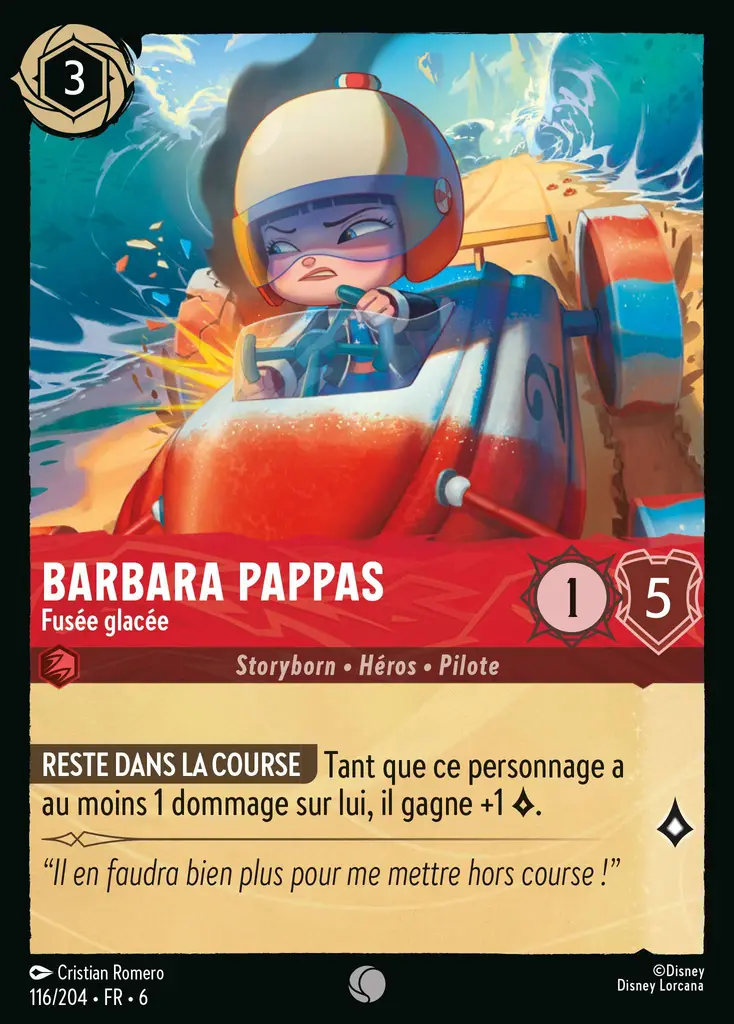 3
2
BARBARA PAPPAS
Fusée glacée
1
5
Storyborn • Héros • Pilote
RESTE DANS LA COURSE Tant que ce personnage a
au moins 1 dommage sur lui, il gagne +1 .
“Il en faudra bien plus pour me mettre hors course !”
Cristian Romero
116/204 • FR • 6
©Disney
Disney Lorcana